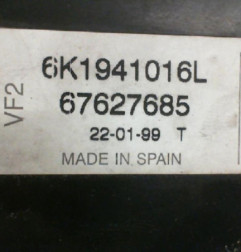 VF2
6K1941016L
67627685
22-01-99 T
MADE IN SPAIN